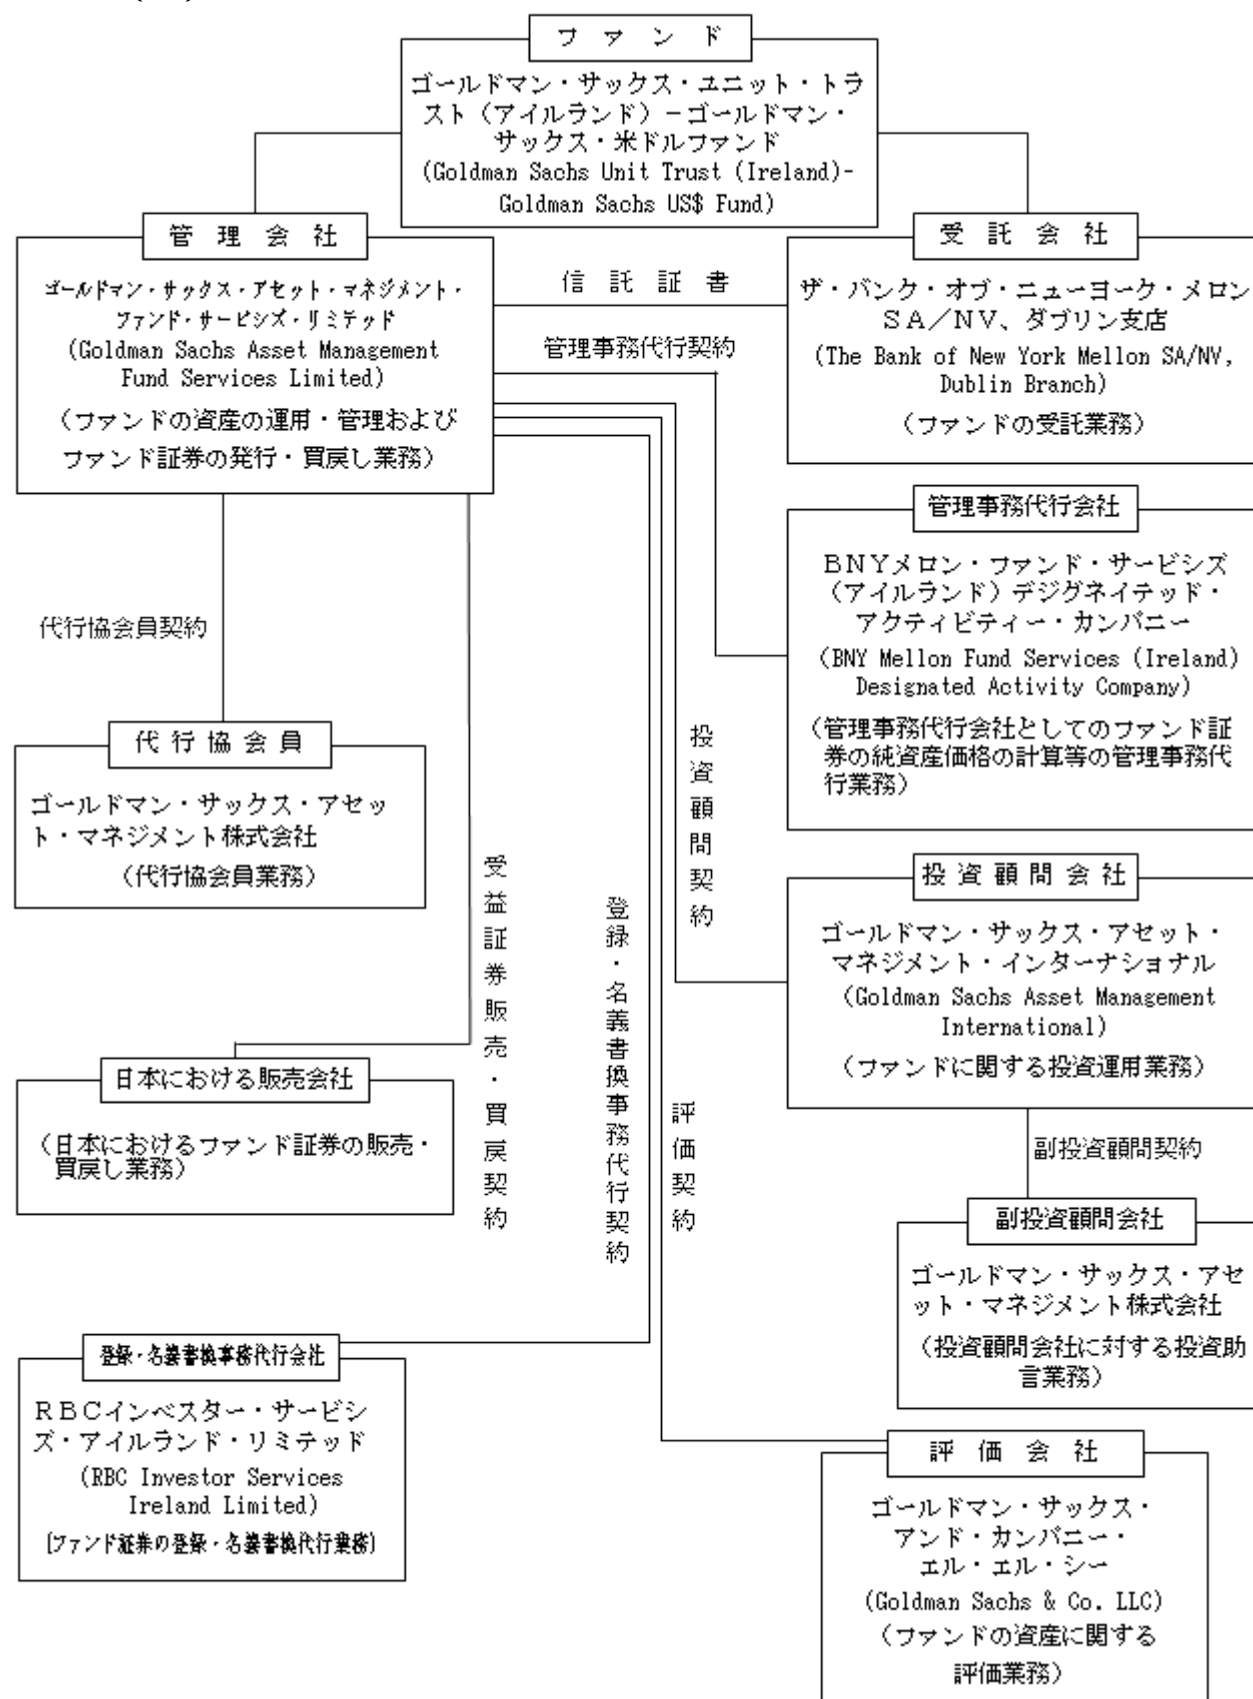 ファンド
ゴールドマン・サックス・ユニット・トラ
スト（アイルランド）－ゴールドマン・
サックス・米ドルファンド
(Goldman Sachs Unit Trust (Ireland)-
Goldman Sachs US$ Fund)
管理会社
ゴールドマン・サックス・アセット・マネジメント・
ファンド・サービシズ・リミテッド
(Goldman Sachs Asset Management
Fund Services Limited)
（ファンドの資産の運用・管理および
ファンド証券の発行・買戻し業務）
信託証書
管理事務代行契約
受託会社
ザ・バンク・オブ・ニューヨーク・メロン
ＳＡ／ＮＶ、ダブリン支店
(The Bank of New York Mellon SA/NV,
Dublin Branch)
（ファンドの受託業務）
管理事務代行会社
ＢＮＹメロン・ファンド・サービシズ
（アイルランド）デジグネイテッド・
アクティビティー・カンパニー
(BNY Mellon Fund Services (Ireland)
Designated Activity Company)
（管理事務代行会社としてのファンド証
券の純資産価格の計算等の管理事務代
行業務）
代行協会員契約
代行協会員
ゴールドマン・サックス・アセッ
ト・マネジメント株式会社
（代行協会員業務）
投資顧問契約
受益証券販売・買戻契約
登録・名義書換事務代行契約
評価契約
投資顧問会社
ゴールドマン・サックス・アセット・
マネジメント・インターナショナル
(Goldman Sachs Asset Management
International)
（ファンドに関する投資運用業務）
日本における販売会社
（日本におけるファンド証券の販売・
買戻し業務）
副投資顧問契約
副投資顧問会社
ゴールドマン・サックス・アセ
ット・マネジメント株式会社
（投資顧問会社に対する投資助
言業務）
登録・名義書換事務代行会社
ＲＢＣインベスター・サービシ
ズ・アイルランド・リミテッド
(RBC Investor Services
Ireland Limited)
(ファンド証券の登録・名義書換代行業務)
評価会社
ゴールドマン・サックス・
アンド・カンパニー・
エル・エル・シー
(Goldman Sachs & Co. LLC)
（ファンドの資産に関する
評価業務）